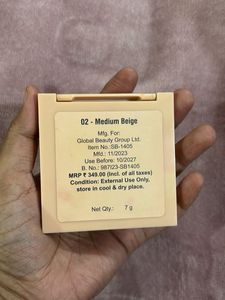 02 - Medium Beige
Mfg. For:
Global Beauty Group Ltd.
Item No.:SB-1405
Mfd.: 11/2023
Use Before: 10/2027
B. No.: 987/23-SB1405
MRP ₹ 349.00 (Incl. of all taxes)
Condition: External Use Only,
store in cool & dry place.
Net Qty.: 7 g